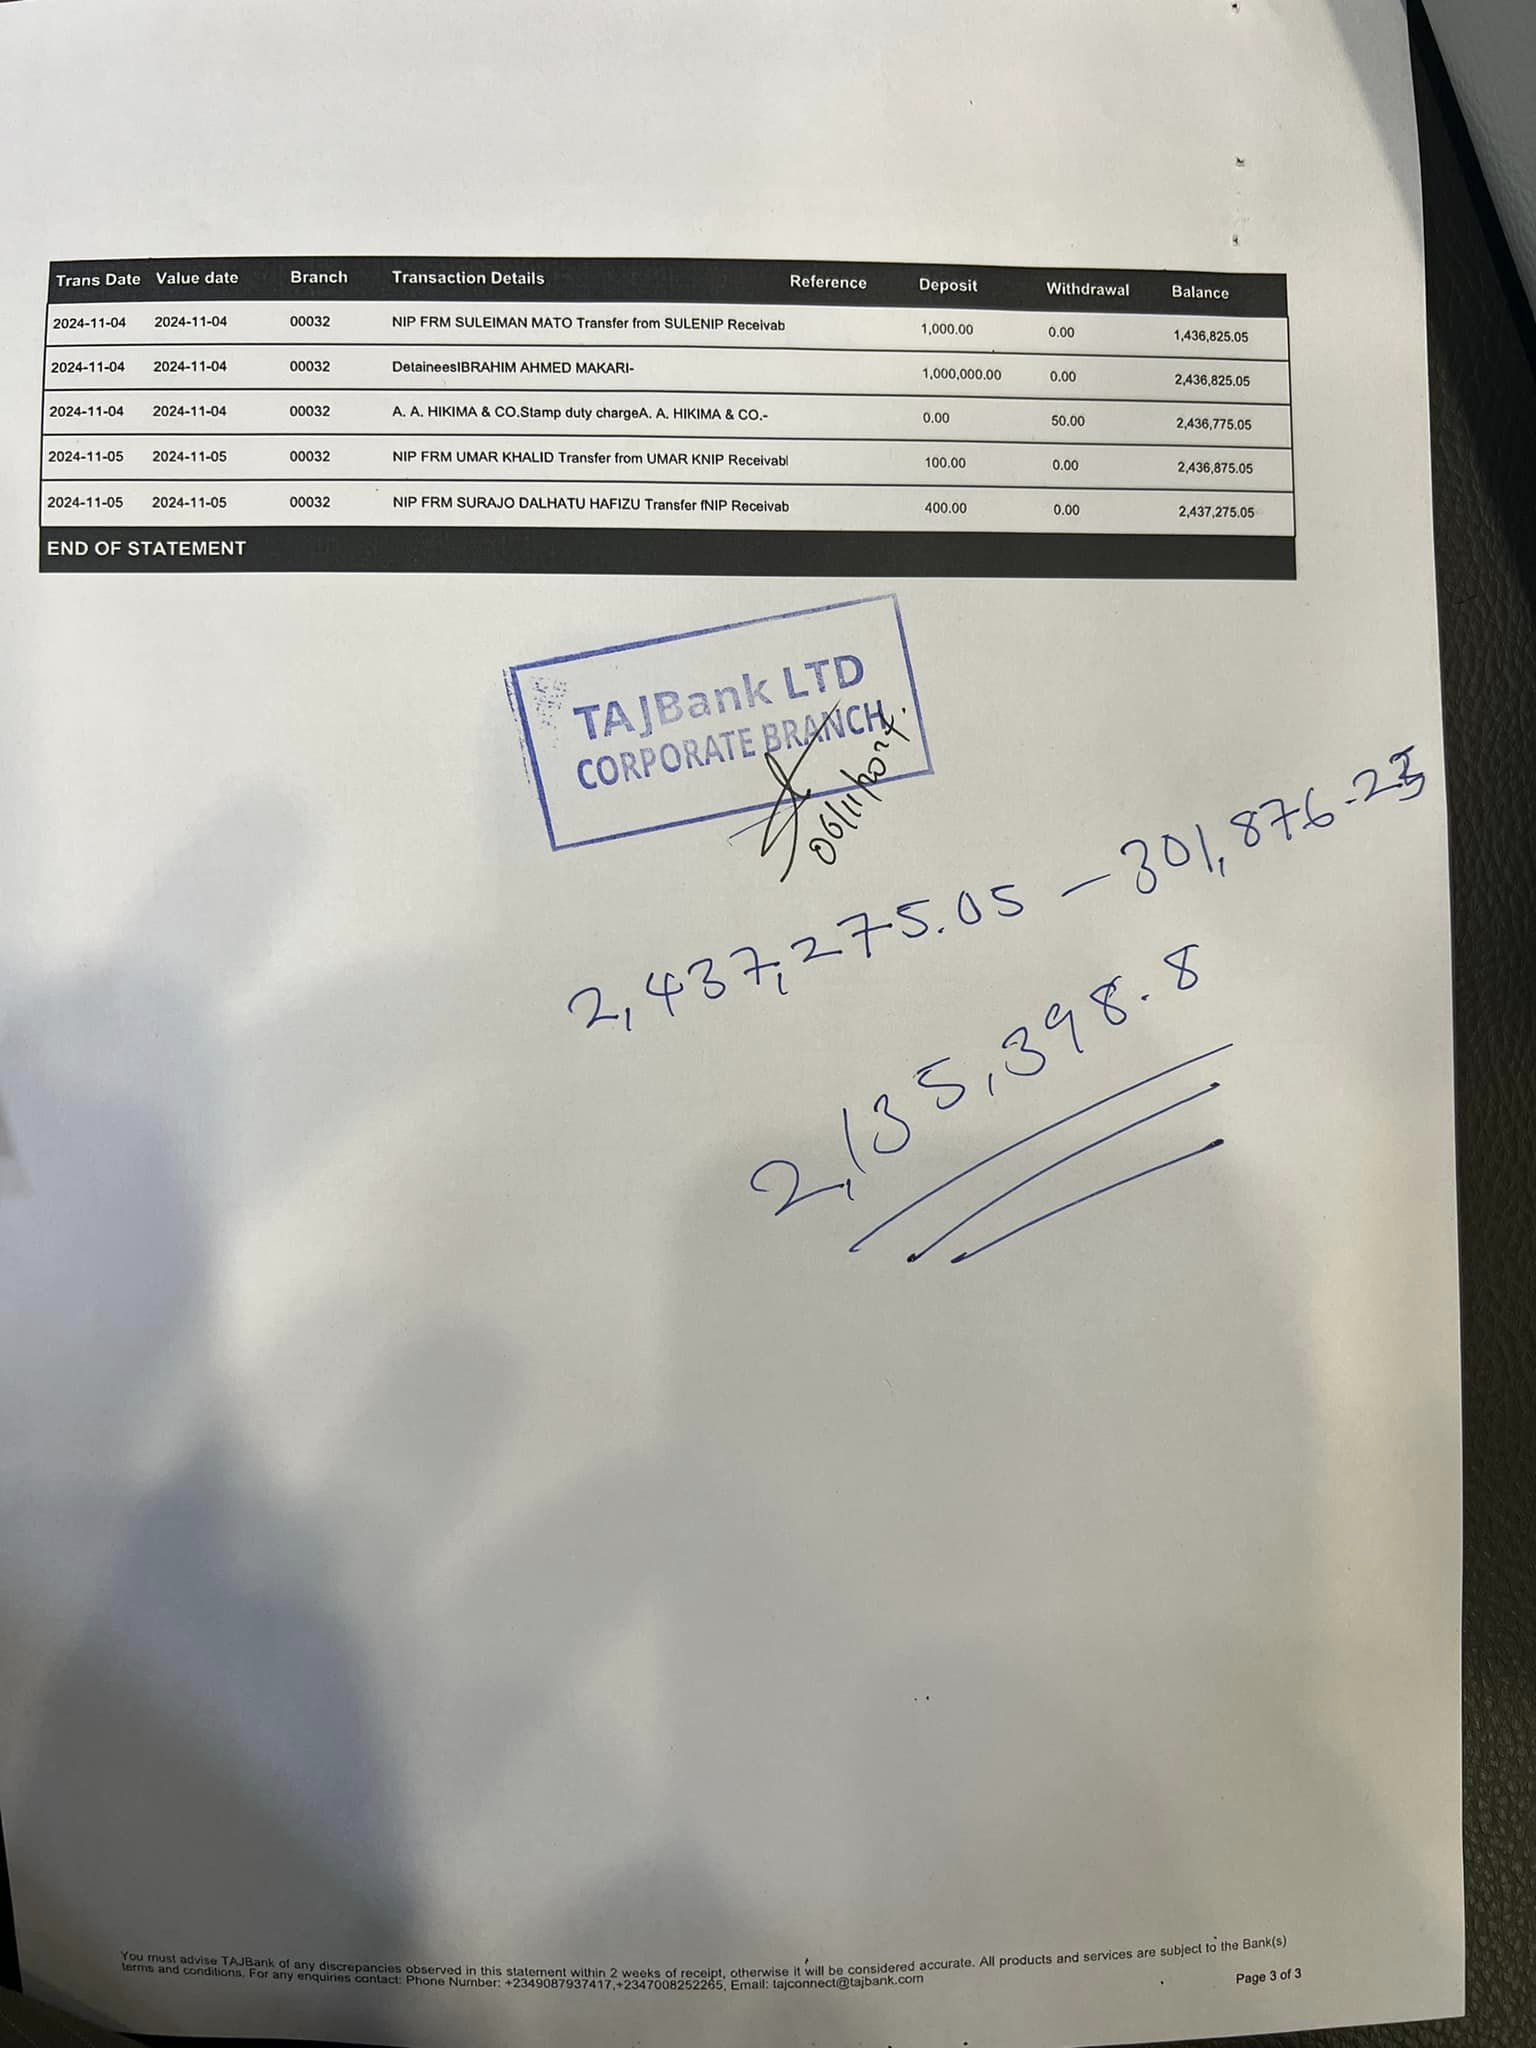 Trans Date Value date Branch Transaction Details Reference Deposit Withdrawal Balance
2024-11-04 2024-11-04 00032 NIP FRM SULEIMAN MATO Transfer from SULENIP Receivab 1,000.00 0.00 1,436,825.05
2024-11-04 2024-11-04 00032 DetaineesIBRAHIM AHMED MAKARI- 1,000,000.00 0.00 2,436,825.05
2024-11-04 2024-11-04 00032 A. A. HIKIMA & CO.Stamp duty chargeA. A. HIKIMA & CO.- 0.00 50.00 2,436,775.05
2024-11-05 2024-11-05 00032 NIP FRM UMAR KHALID Transfer from UMAR KNIP Receivabl 100.00 0.00 2,436,875.05
2024-11-05 2024-11-05 00032 NIP FRM SURAJO DALHATU HAFIZU Transfer fNIP Receivab 400.00 0.00 2,437,275.05
END OF STATEMENT
TAJBank LTD
CORPORATE BRANCH
06/11/2024.
2,437,275.05 – 301,876.25
2,135,398.8
You must advise TAJBank of any discrepancies observed in this statement within 2 weeks of receipt, otherwise it will be considered accurate. All products and services are subject to the Bank(s)
terms and conditions. For any enquiries contact: Phone Number: +2349087937417,+2347008252265, Email: tajconnect@tajbank.com
Page 3 of 3